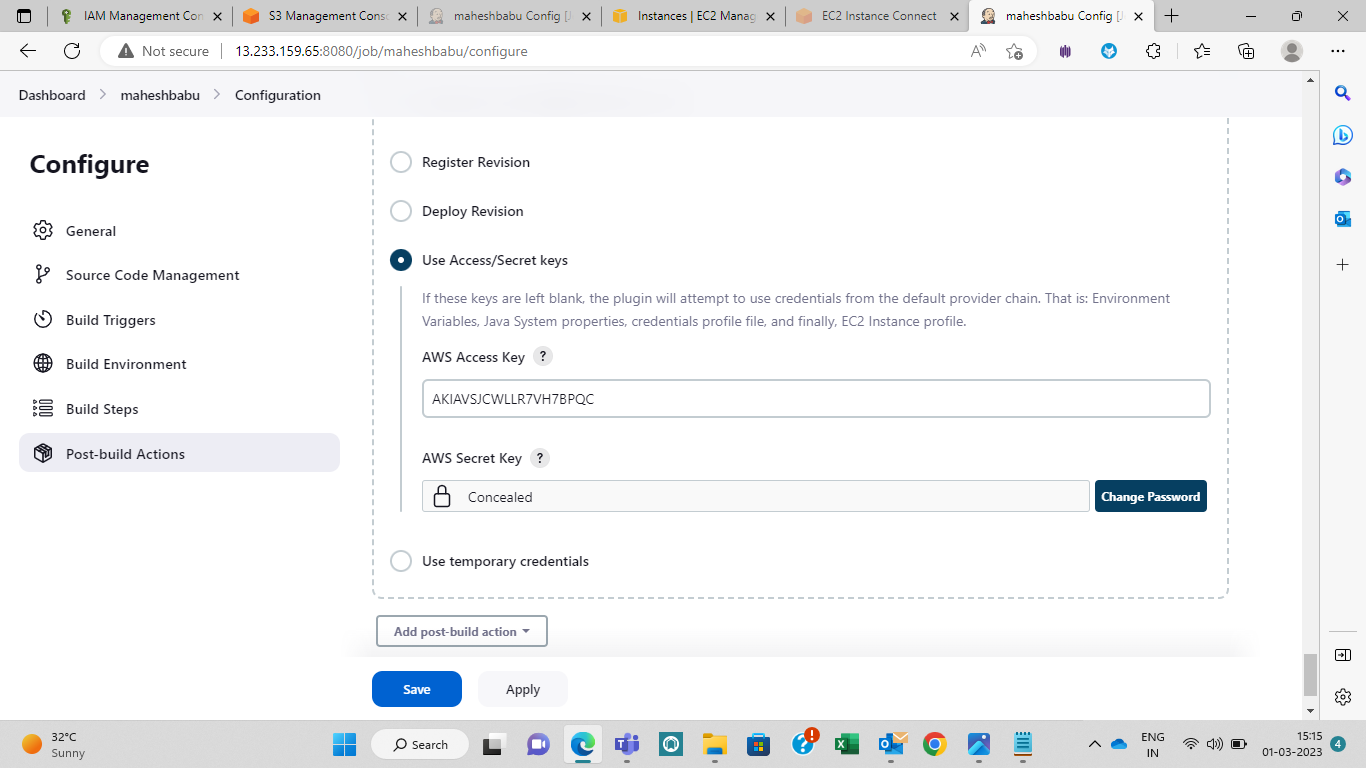 IAM Management Con
S3 Management Conso
maheshbabu Config [J
Instances | EC2 Manag
EC2 Instance Connect
maheshbabu Config [J
Not secure
13.233.159.65:8080/job/maheshbabu/configure
Dashboard
maheshbabu
Configuration
Configure
General
Source Code Management
Build Triggers
Build Environment
Build Steps
Post-build Actions
Register Revision
Deploy Revision
Use Access/Secret keys
If these keys are left blank, the plugin will attempt to use credentials from the default provider chain. That is: Environment
Variables, Java System properties, credentials profile file, and finally, EC2 Instance profile.
AWS Access Key ?
AKIAVSJCWLLR7VH7BPQC
AWS Secret Key ?
Concealed
Change Password
Use temporary credentials
Add post-build action
Save
Apply
32°C
Sunny
Search
ENG
IN
15:15
01-03-2023
4